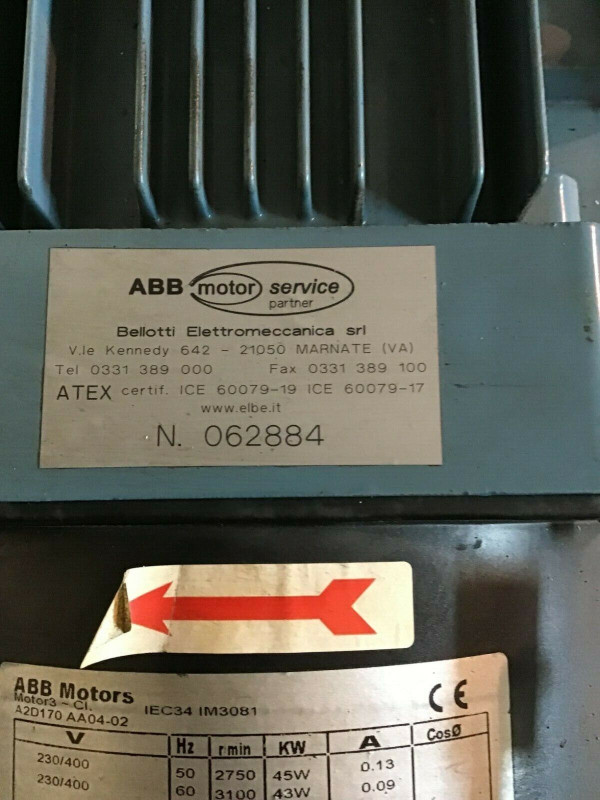 ABB motor service
partner
Bellotti Elettromeccanica srl
V.le Kennedy 642 - 21050 MARNATE (VA)
Tel 0331 389 000 Fax 0331 389 100
ATEX certif. ICE 60079-19 ICE 60079-17
www.elbe.it
N. 062884
ABB Motors
Motor3 - Cl.
A2D170 AA04-02 IEC34 IM3081 CE
V Hz r min KW A CosØ
230/400 50 2750 45W 0.13
230/400 60 3100 43W 0.09